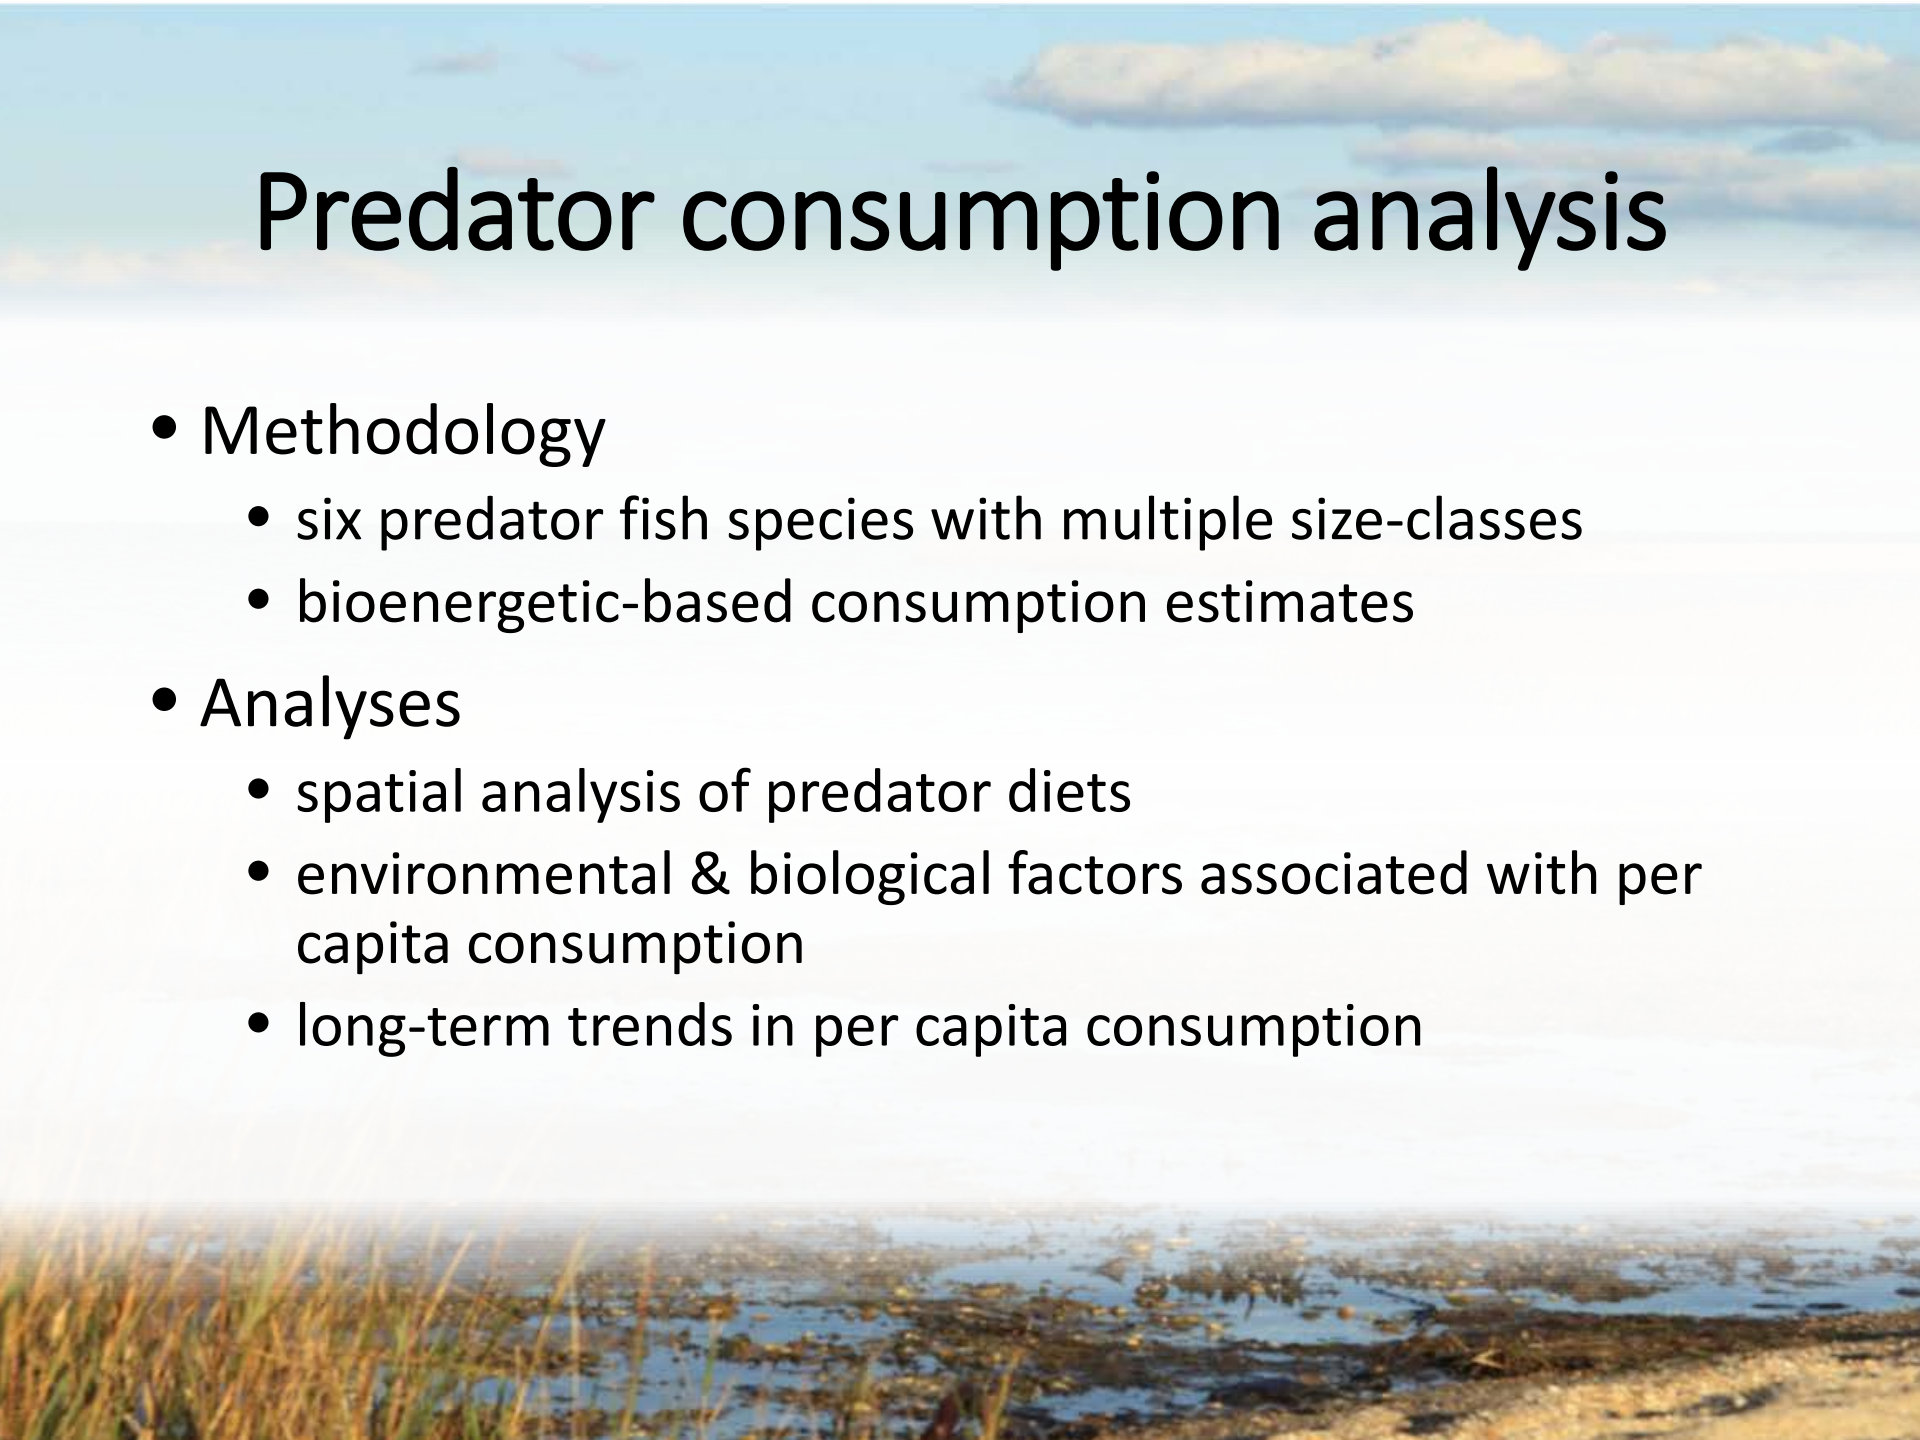 Predator consumption analysis
• Methodology
• six predator fish species with multiple size-classes
• bioenergetic-based consumption estimates
• Analyses
• spatial analysis of predator diets
• environmental & biological factors associated with per
capita consumption
• long-term trends in per capita consumption